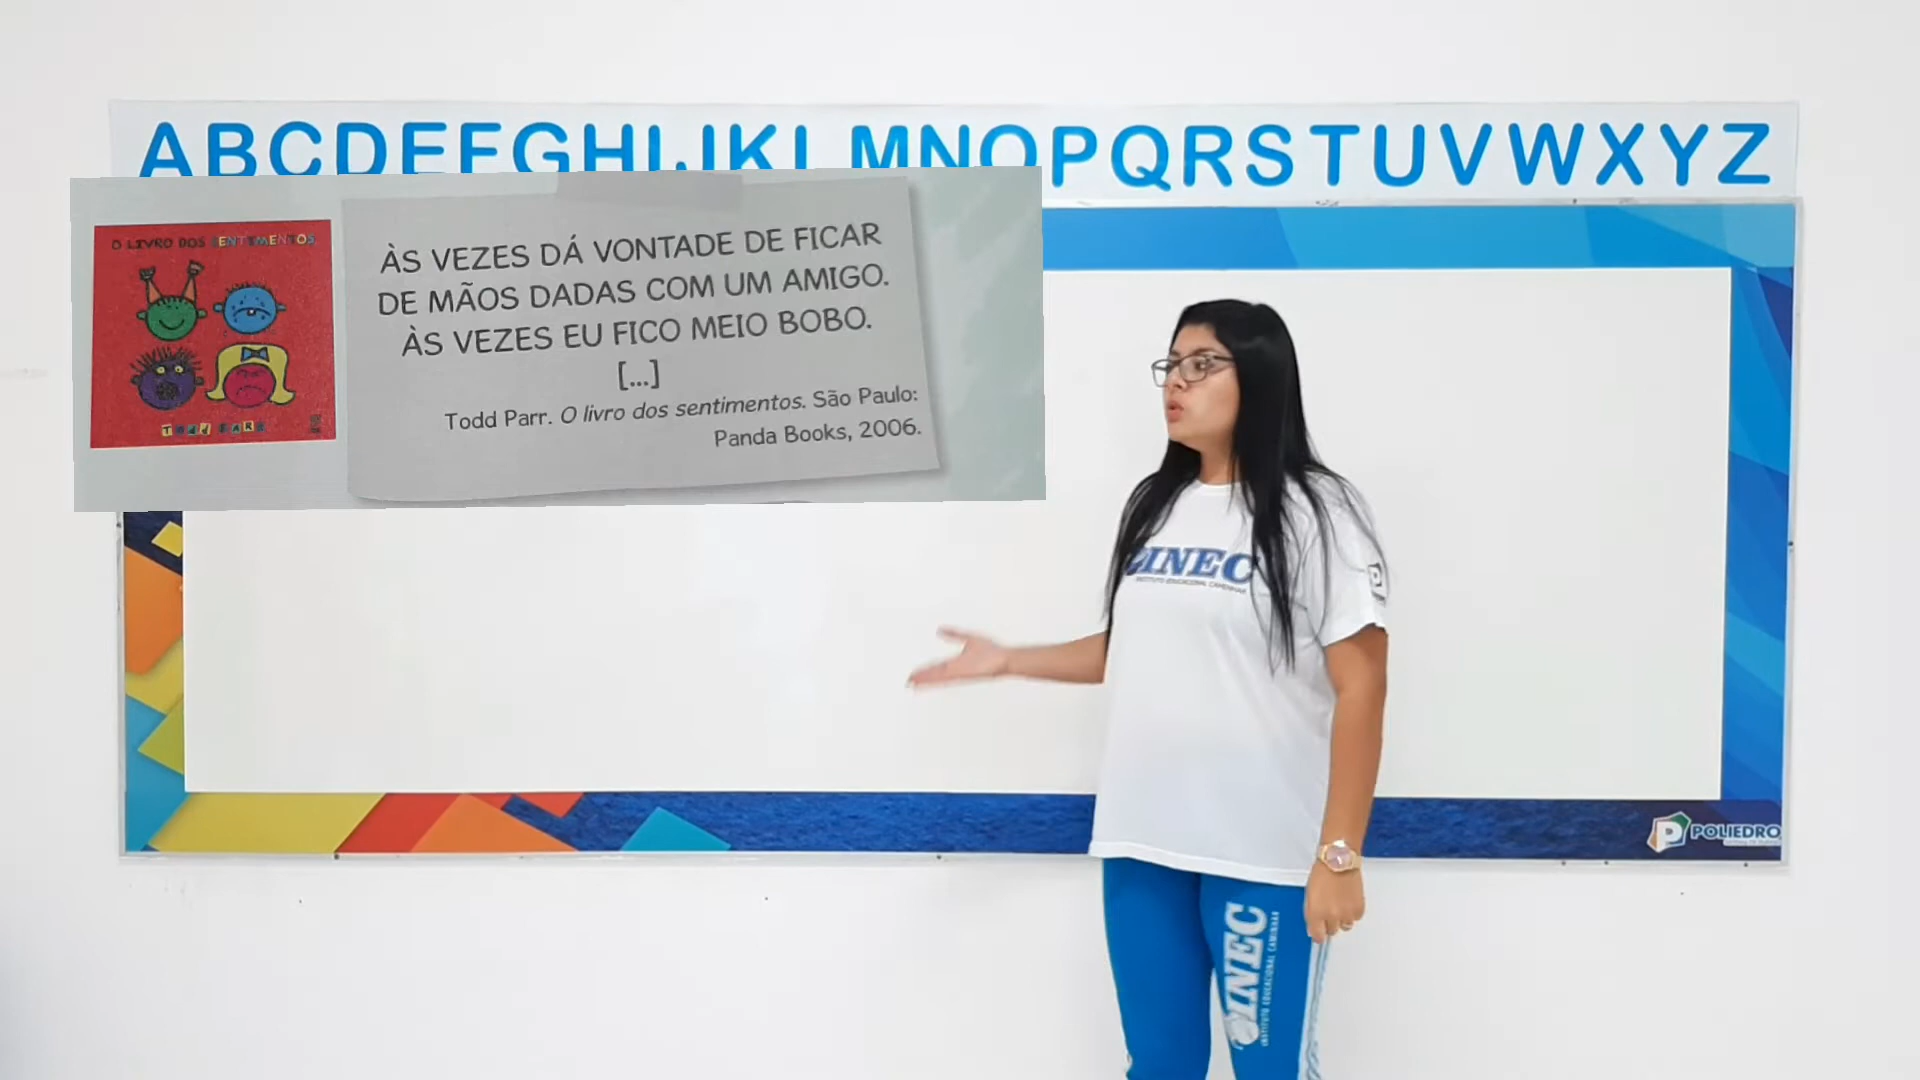 ABCDEFGHIJKLMNOPQRSTUVWXYZ
O LIVRO DOS SENTIMENTOS
TODD PARR
ÀS VEZES DÁ VONTADE DE FICAR
DE MÃOS DADAS COM UM AMIGO.
ÀS VEZES EU FICO MEIO BOBO.
[...]
Todd Parr. O livro dos sentimentos. São Paulo:
Panda Books, 2006.
INEC
INSTITUTO EDUCACIONAL CAMINHAR
POLIEDRO
INEC
INSTITUTO EDUCACIONAL CAMINHAR